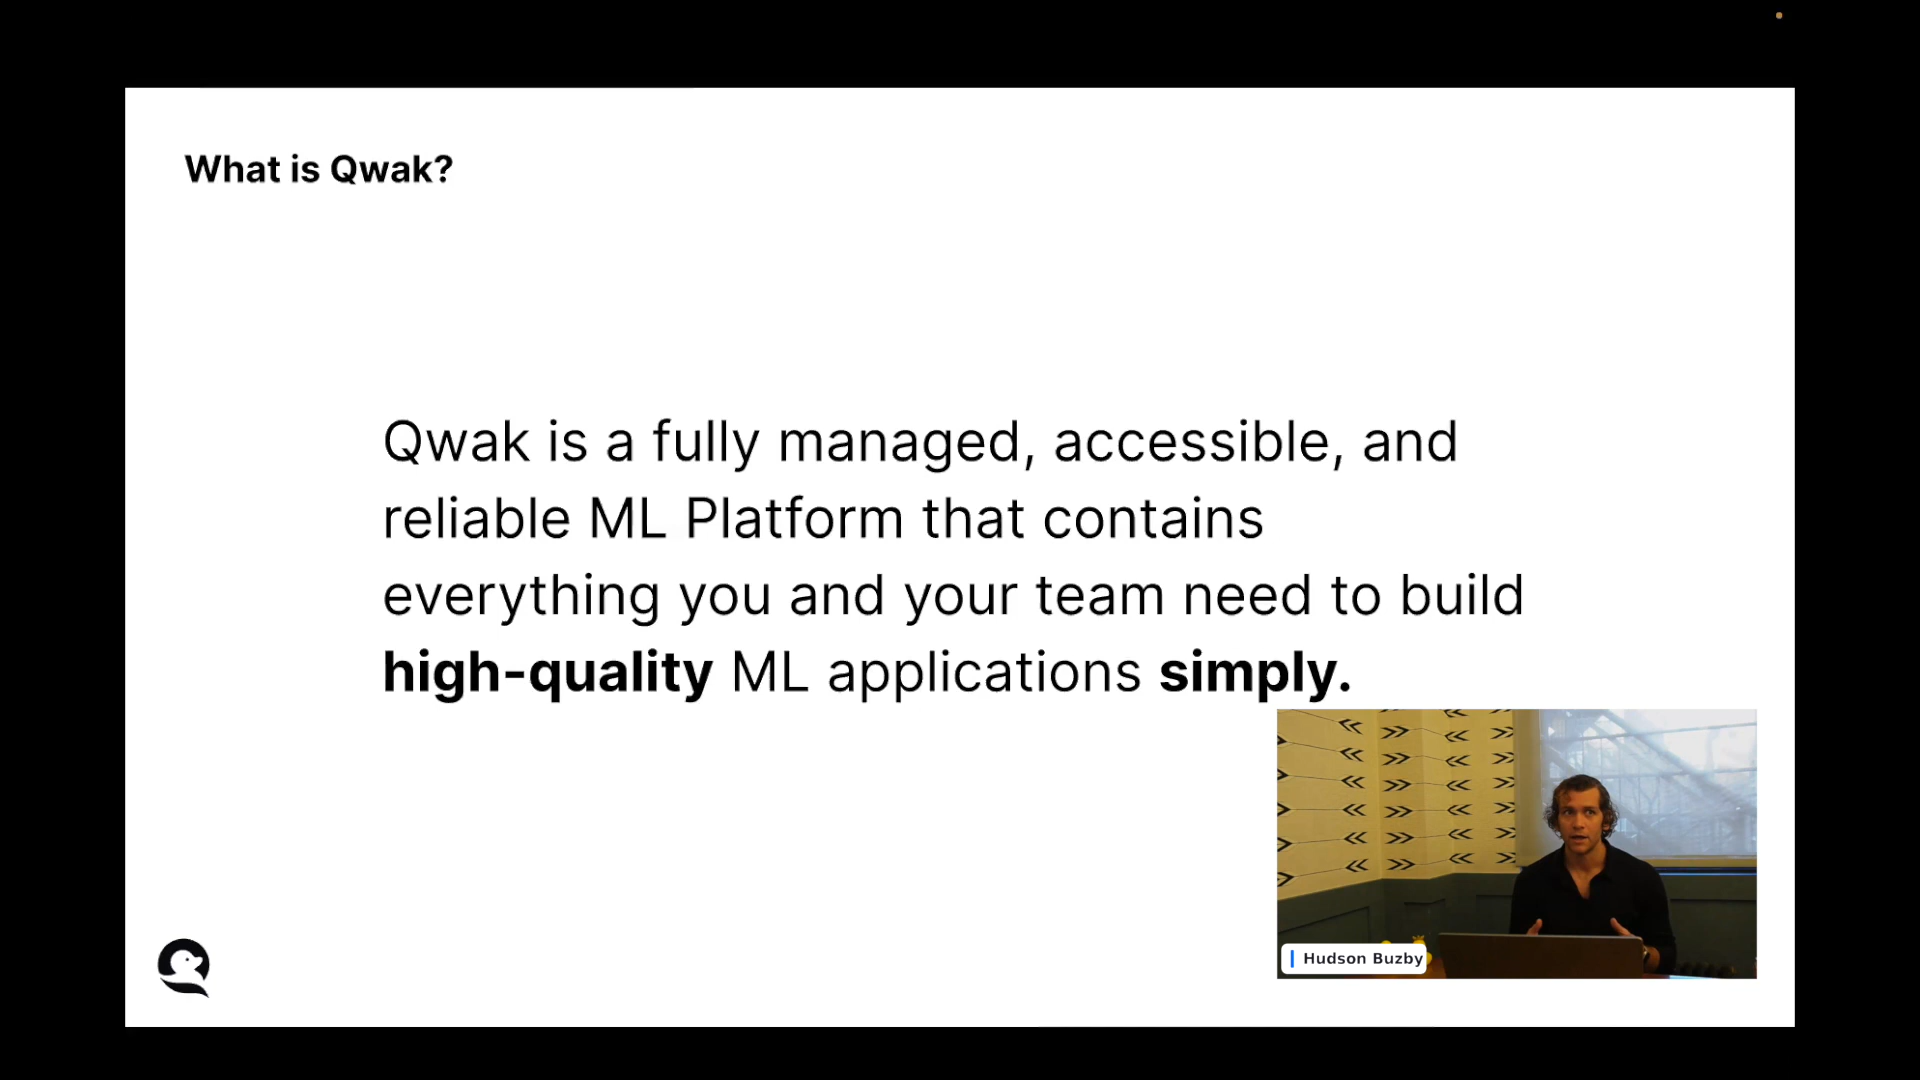 What is Qwak?
Qwak is a fully managed, accessible, and
reliable ML Platform that contains
everything you and your team need to build
high-quality ML applications simply.
Hudson Buzby